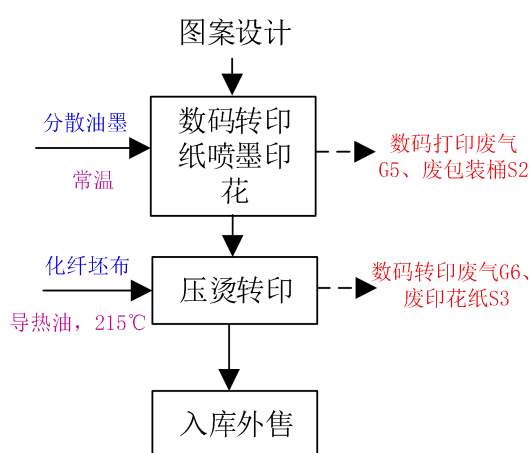 图案设计
分散油墨
常温
数码转印
纸喷墨印
花
数码打印废气
G5、废包装桶S2
化纤坯布
导热油，215℃
压烫转印
数码转印废气G6、
废印花纸S3
入库外售